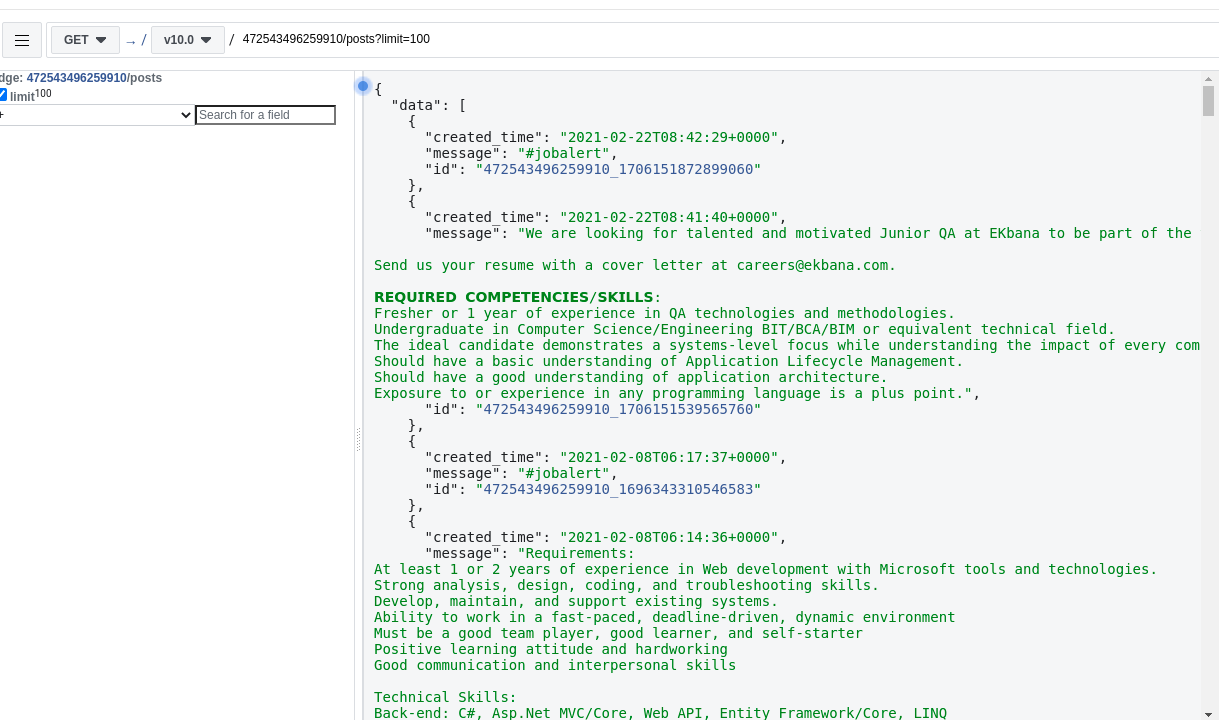 GET → / v10.0 / 472543496259910/posts?limit=100
dge: 472543496259910/posts
limit100
+ Search for a field
{
"data": [
{
"created_time": "2021-02-22T08:42:29+0000",
"message": "#jobalert",
"id": "472543496259910_1706151872899060"
},
{
"created_time": "2021-02-22T08:41:40+0000",
"message": "We are looking for talented and motivated Junior QA at EKbana to be part of the
Send us your resume with a cover letter at careers@ekbana.com.
𝗥𝗘𝗤𝗨𝗜𝗥𝗘𝗗 𝗖𝗢𝗠𝗣𝗘𝗧𝗘𝗡𝗖𝗜𝗘𝗦/𝗦𝗞𝗜𝗟𝗟𝗦:
Fresher or 1 year of experience in QA technologies and methodologies.
Undergraduate in Computer Science/Engineering BIT/BCA/BIM or equivalent technical field.
The ideal candidate demonstrates a systems-level focus while understanding the impact of every com
Should have a basic understanding of Application Lifecycle Management.
Should have a good understanding of application architecture.
Exposure to or experience in any programming language is a plus point.",
"id": "472543496259910_1706151539565760"
},
{
"created_time": "2021-02-08T06:17:37+0000",
"message": "#jobalert",
"id": "472543496259910_1696343310546583"
},
{
"created_time": "2021-02-08T06:14:36+0000",
"message": "Requirements:
At least 1 or 2 years of experience in Web development with Microsoft tools and technologies.
Strong analysis, design, coding, and troubleshooting skills.
Develop, maintain, and support existing systems.
Ability to work in a fast-paced, deadline-driven, dynamic environment
Must be a good team player, good learner, and self-starter
Positive learning attitude and hardworking
Good communication and interpersonal skills
Technical Skills:
Back-end: C#, Asp.Net MVC/Core, Web API, Entity Framework/Core, LINQ